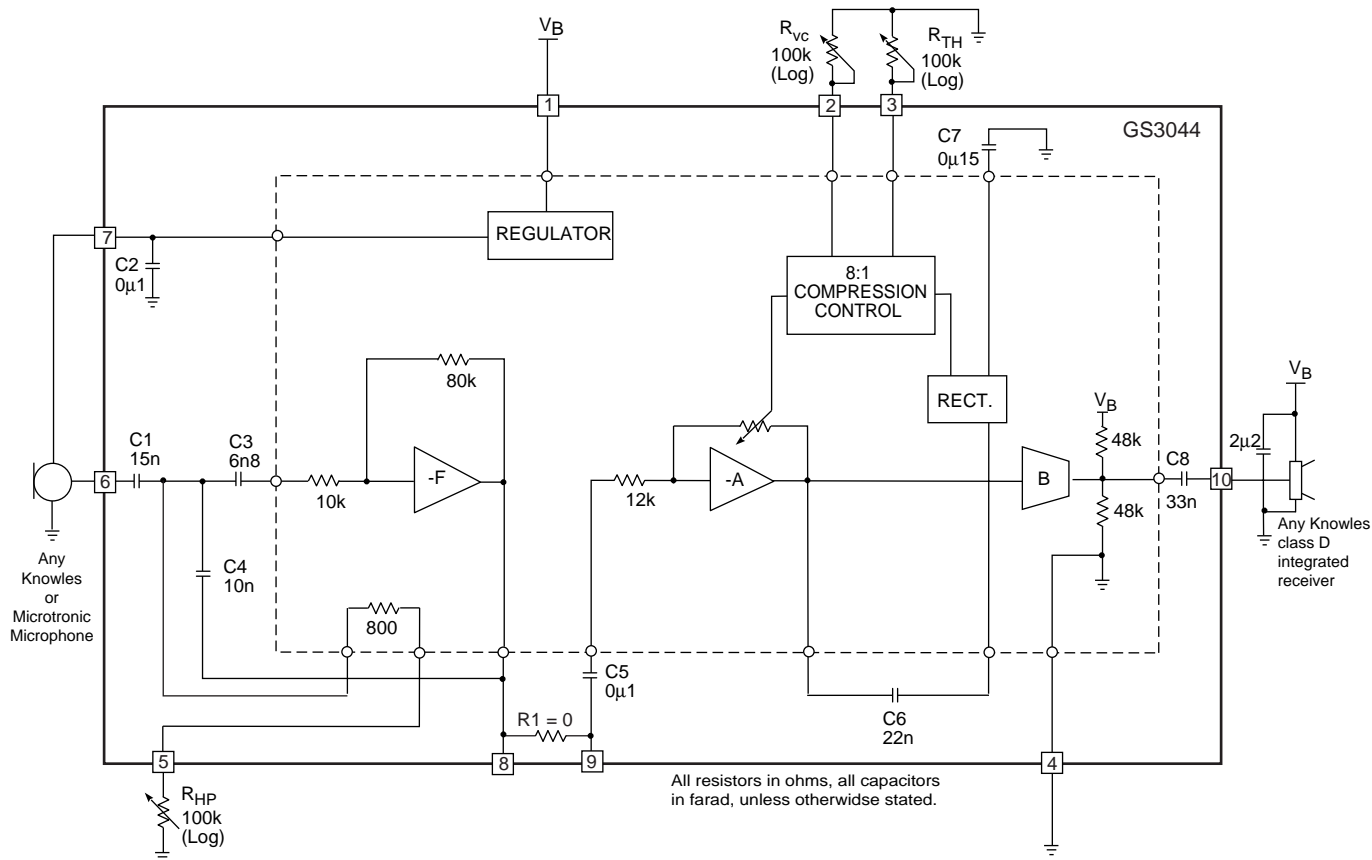 VB
Rvc
100k
(Log)
RTH
100k
(Log)
1
2
3
GS3044
C7
0µ15
7
REGULATOR
C2
0µ1
8:1
COMPRESSION
CONTROL
80k
RECT.
VB
VB
48k
2µ2
C1
15n
C3
6n8
6
10k
-F
12k
-A
B
C8
33n
10
48k
Any
Knowles
or
Microtronic
Microphone
C4
10n
800
Any Knowles
class D
integrated
receiver
C5
0µ1
R1 = 0
C6
22n
5
8
9
4
RHP
100k
(Log)
All resistors in ohms, all capacitors
in farad, unless otherwidse stated.